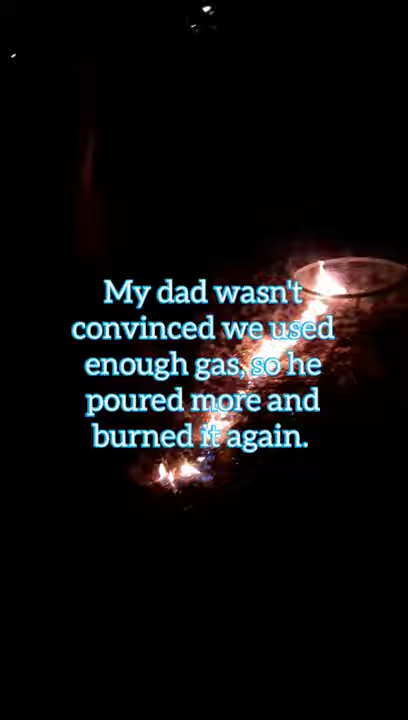 My dad wasn't
convinced we used
enough gas, so he
poured more and
burned it again.